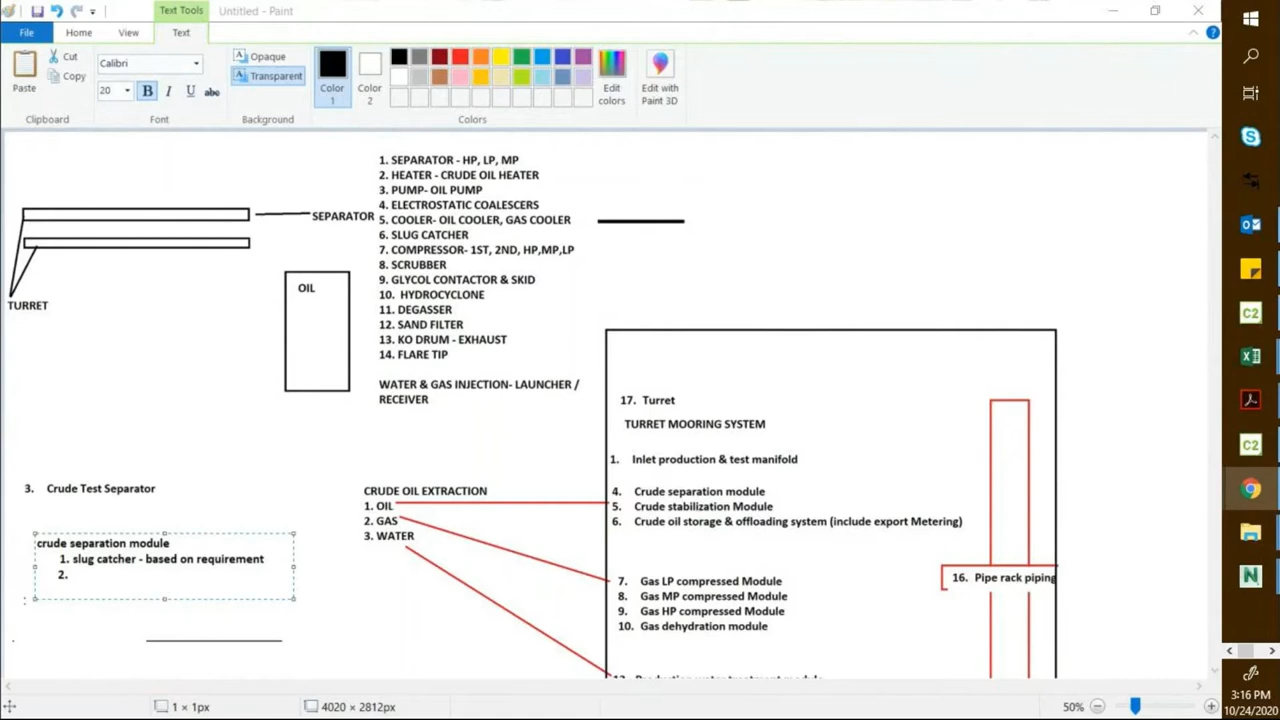 Text Tools
Untitled - Paint
File
Home
View
Text
Paste
Cut
Copy
Clipboard
Calibri
20
B
I
U
abc
Font
Opaque
Transparent
Background
Color 1
Color 2
Edit colors
Edit with Paint 3D
Colors
SEPARATOR
TURRET
OIL
1. SEPARATOR - HP, LP, MP
2. HEATER - CRUDE OIL HEATER
3. PUMP- OIL PUMP
4. ELECTROSTATIC COALESCERS
5. COOLER- OIL COOLER, GAS COOLER
6. SLUG CATCHER
7. COMPRESSOR- 1ST, 2ND, HP,MP,LP
8. SCRUBBER
9. GLYCOL CONTACTOR & SKID
10. HYDROCYCLONE
11. DEGASSER
12. SAND FILTER
13. KO DRUM - EXHAUST
14. FLARE TIP
WATER & GAS INJECTION- LAUNCHER /
RECEIVER
17. Turret
TURRET MOORING SYSTEM
1. Inlet production & test manifold
3. Crude Test Separator
CRUDE OIL EXTRACTION
1. OIL
2. GAS
3. WATER
4. Crude separation module
5. Crude stabilization Module
6. Crude oil storage & offloading system (include export Metering)
crude separation module
1. slug catcher - based on requirement
2.
7. Gas LP compressed Module
8. Gas MP compressed Module
9. Gas HP compressed Module
10. Gas dehydration module
16. Pipe rack piping
1 × 1px
4020 × 2812px
50%
3:16 PM
10/24/2020